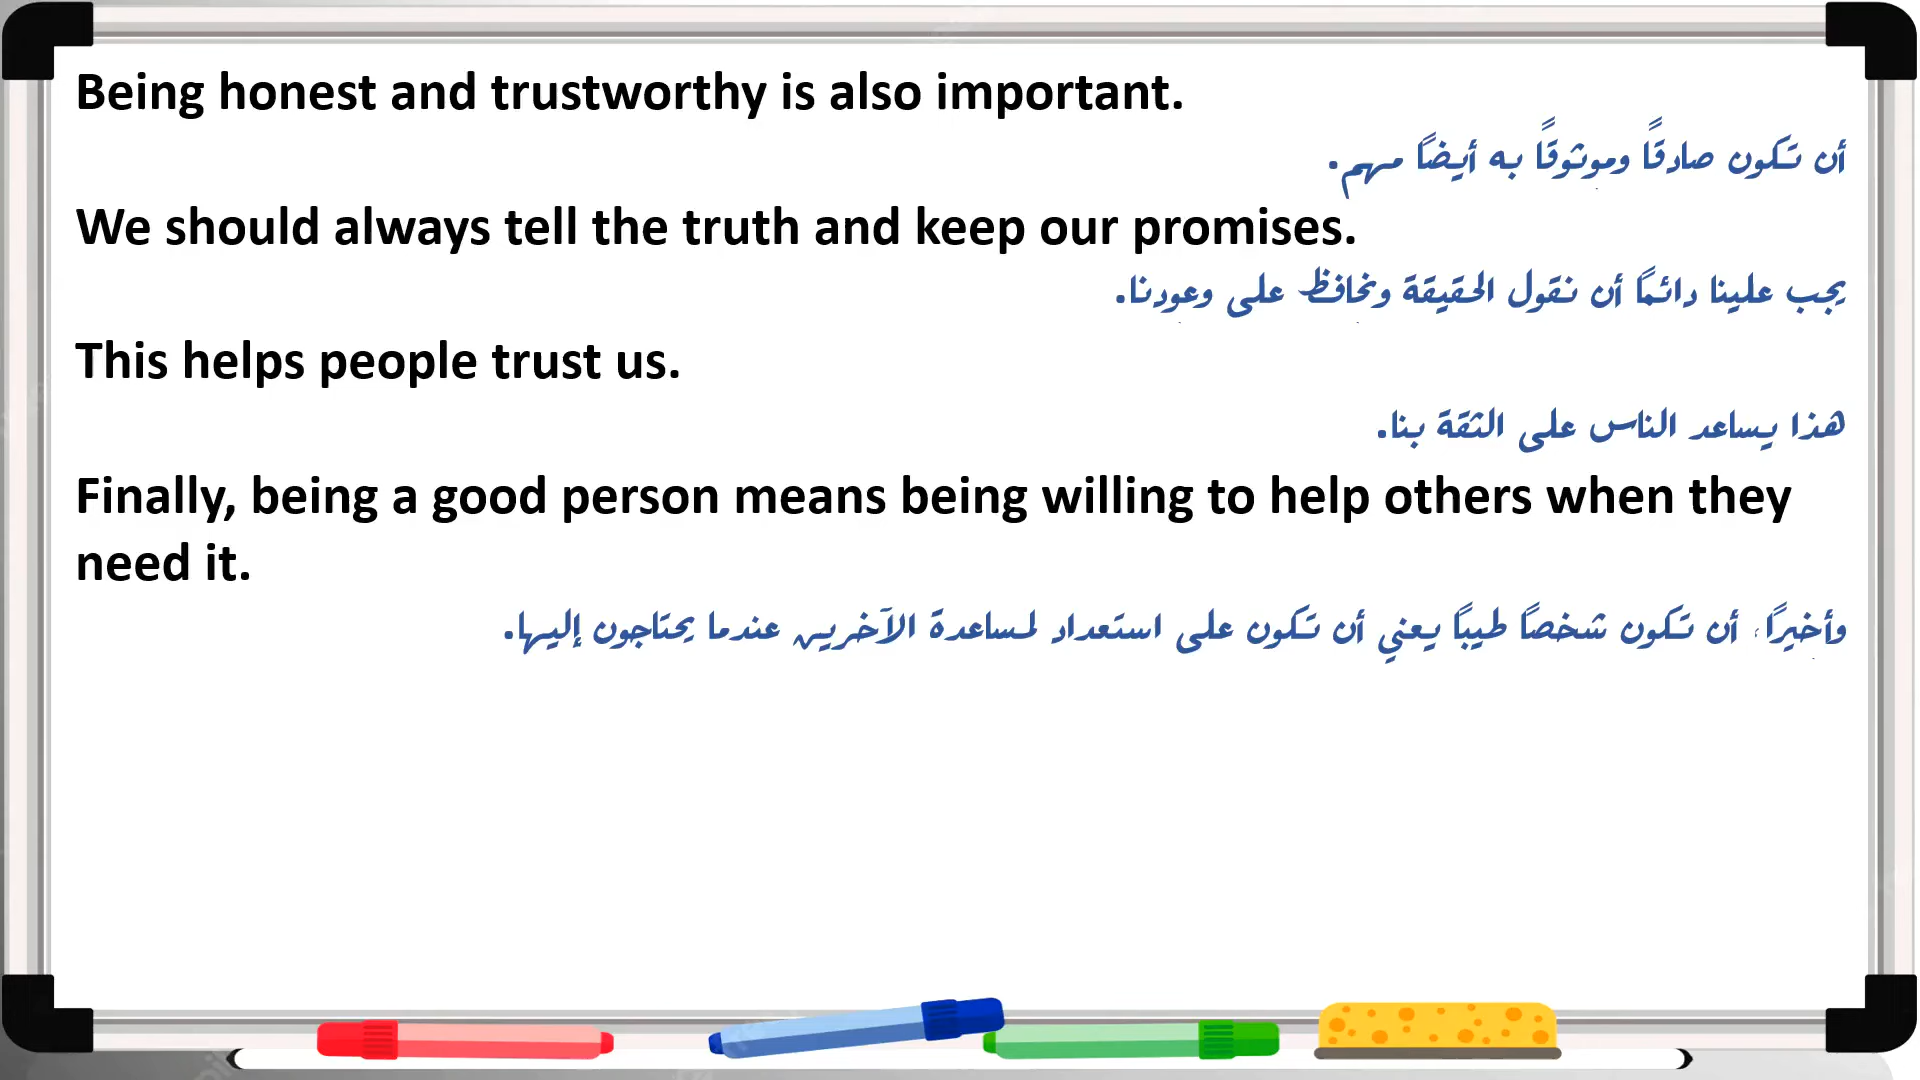 Being honest and trustworthy is also important.
أن تكون صادقًا وموثوقًا به أيضًا مهم.
We should always tell the truth and keep our promises.
يجب علينا دائمًا أن نقول الحقيقة ونحافظ على وعودنا.
This helps people trust us.
هذا يساعد الناس على الثقة بنا.
Finally, being a good person means being willing to help others when they
need it.
وأخيرًا، أن تكون شخصًا طيبًا يعني أن تكون على استعداد لمساعدة الآخرين عندما يحتاجون إليها.